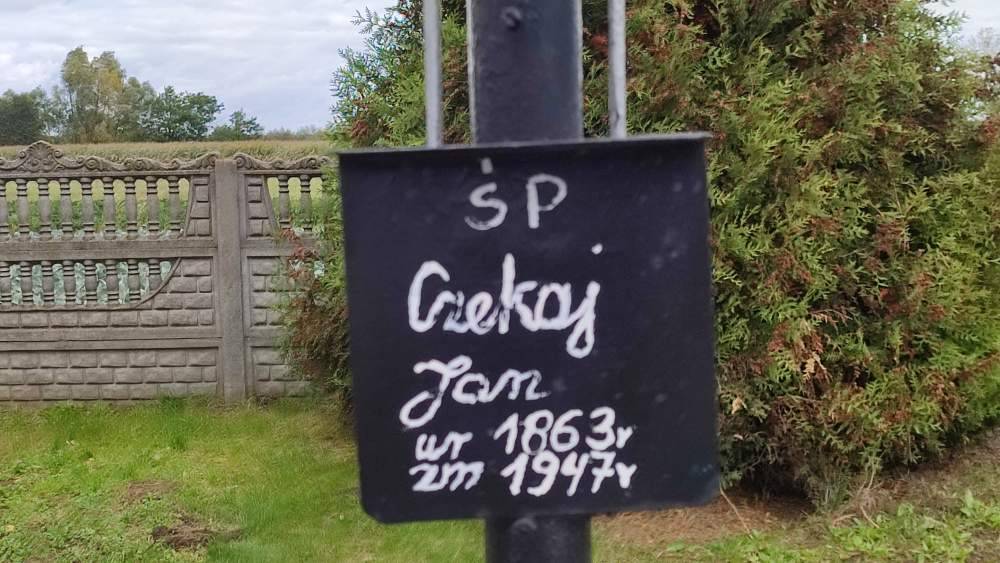 ŚP
Czekaj
Jan
ur 1863r
zm 1947r